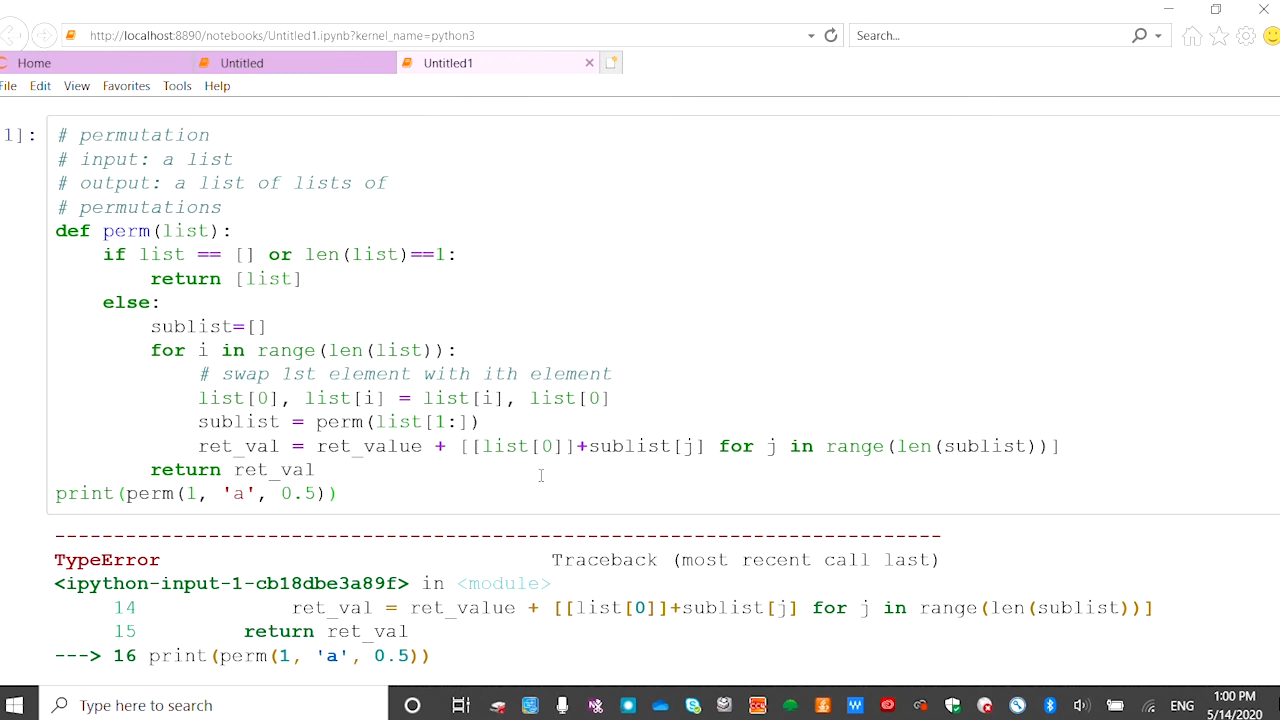 http://localhost:8890/notebooks/Untitled1.ipynb?kernel_name=python3
Search...
Home
Untitled
Untitled1
File Edit View Favorites Tools Help
1]:
# permutation
# input: a list
# output: a list of lists of
# permutations
def perm(list):
if list == [] or len(list)==1:
return [list]
else:
sublist=[]
for i in range(len(list)):
# swap 1st element with ith element
list[0], list[i] = list[i], list[0]
sublist = perm(list[1:])
ret_val = ret_value + [[list[0]]+sublist[j] for j in range(len(sublist))]
return ret_val
print(perm(1, 'a', 0.5))
---------------------------------------------------------------------------
TypeError Traceback (most recent call last)
<ipython-input-1-cb18dbe3a89f> in <module>
14 ret_val = ret_value + [[list[0]]+sublist[j] for j in range(len(sublist))]
15 return ret_val
---> 16 print(perm(1, 'a', 0.5))
Type here to search
ENG
1:00 PM
5/14/2020